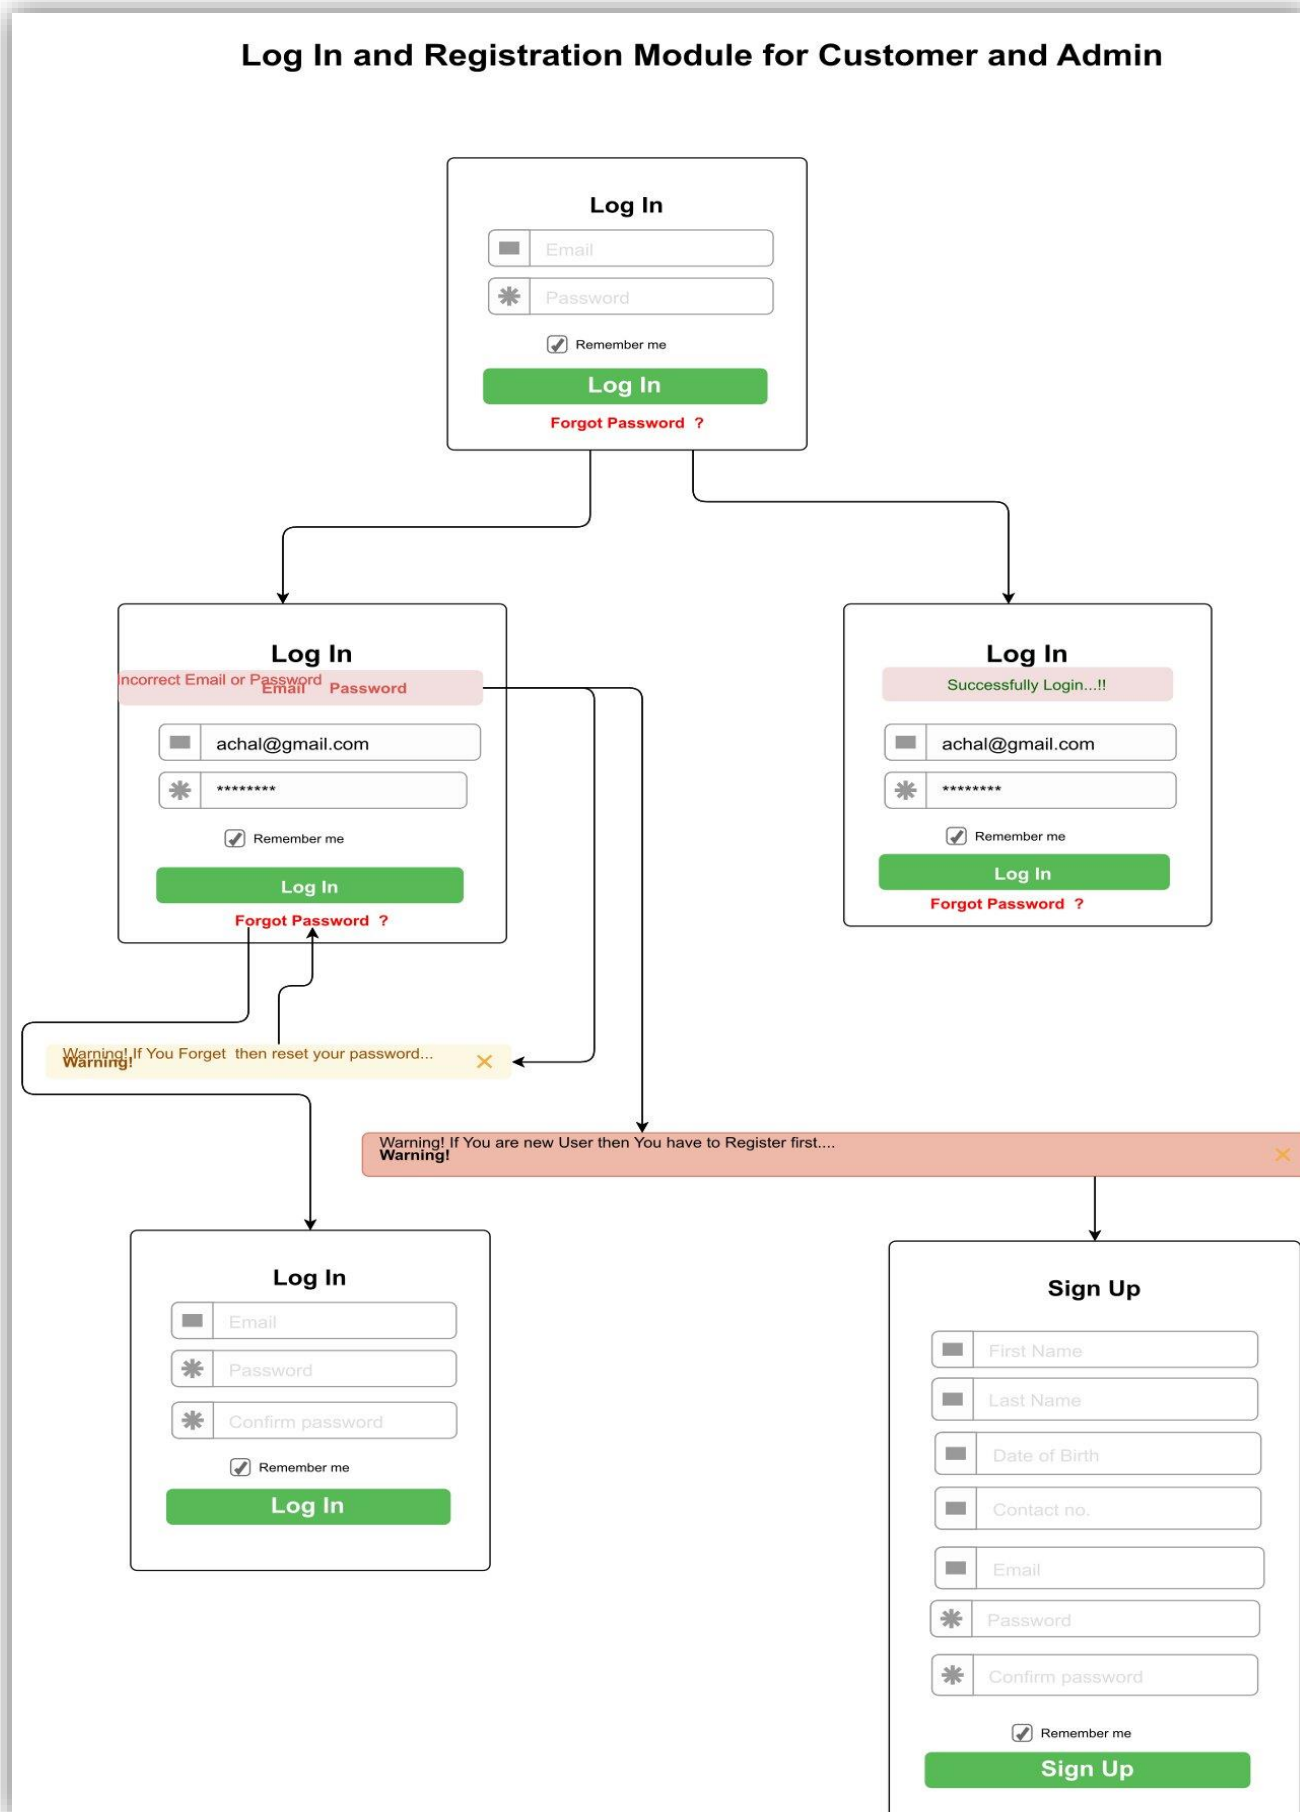 Log In and Registration Module for Customer and Admin
Log In
Email
Password
Remember me
Log In
Forgot Password ?
Log In
Incorrect Email or Password
Email Password
achal@gmail.com
********
Remember me
Log In
Forgot Password ?
Log In
Successfully Login...!!
achal@gmail.com
********
Remember me
Log In
Forgot Password ?
Warning! If You Forget then reset your password...
Warning!
Warning! If You are new User then You have to Register first....
Warning!
Log In
Email
Password
Confirm password
Remember me
Log In
Sign Up
First Name
Last Name
Date of Birth
Contact no.
Email
Password
Confirm password
Remember me
Sign Up